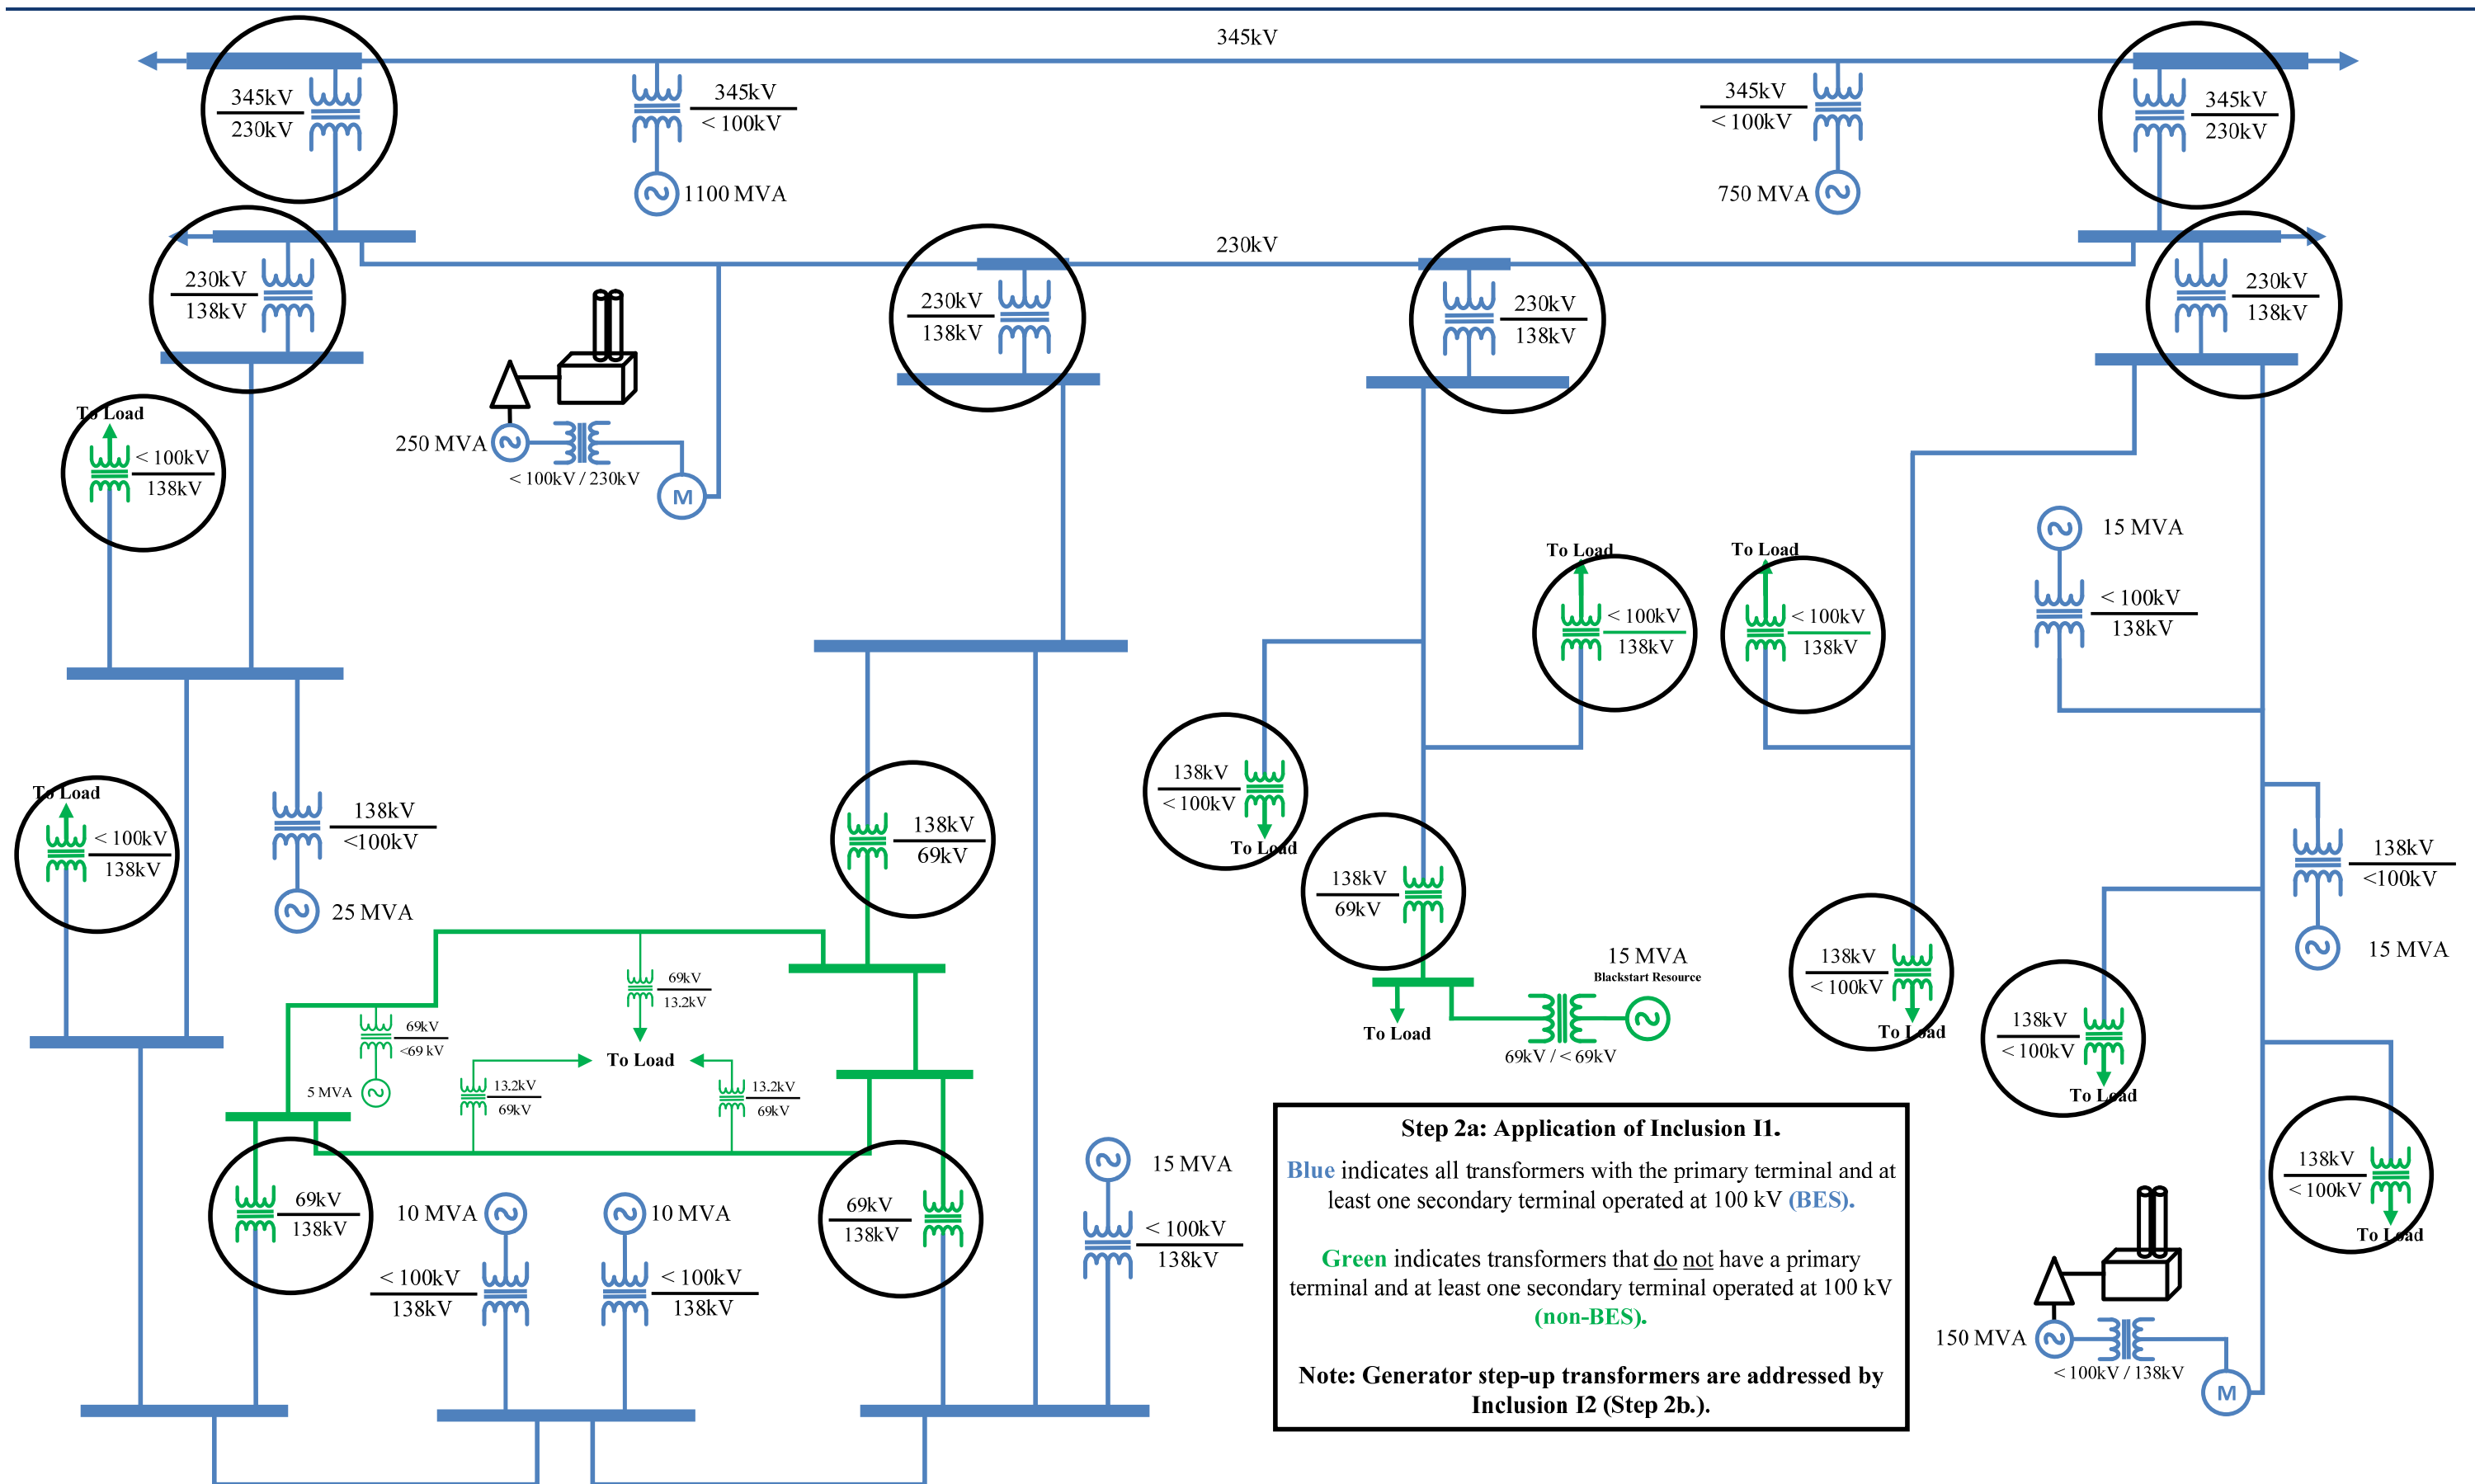 345kV
345kV
230kV
345kV
< 100kV
1100 MVA
345kV
< 100kV
750 MVA
345kV
230kV
230kV
230kV
138kV
230kV
138kV
230kV
138kV
230kV
138kV
To Load
< 100kV
138kV
250 MVA
< 100kV / 230kV
M
To Load
< 100kV
138kV
To Load
< 100kV
138kV
15 MVA
< 100kV
138kV
To Load
< 100kV
138kV
138kV
<100kV
25 MVA
138kV
69kV
138kV
< 100kV
To Load
138kV
69kV
15 MVA
Blackstart Resource
To Load
69kV / < 69kV
138kV
< 100kV
To Load
138kV
<100kV
15 MVA
138kV
< 100kV
To Load
138kV
< 100kV
To Load
69kV
13.2kV
To Load
69kV
<69 kV
5 MVA
13.2kV
69kV
13.2kV
69kV
69kV
138kV
10 MVA
< 100kV
138kV
10 MVA
< 100kV
138kV
69kV
138kV
15 MVA
< 100kV
138kV
Step 2a: Application of Inclusion I1.
Blue indicates all transformers with the primary terminal and at
least one secondary terminal operated at 100 kV (BES).
Green indicates transformers that do not have a primary
terminal and at least one secondary terminal operated at 100 kV
(non-BES).
Note: Generator step-up transformers are addressed by
Inclusion I2 (Step 2b.).
150 MVA
< 100kV / 138kV
M